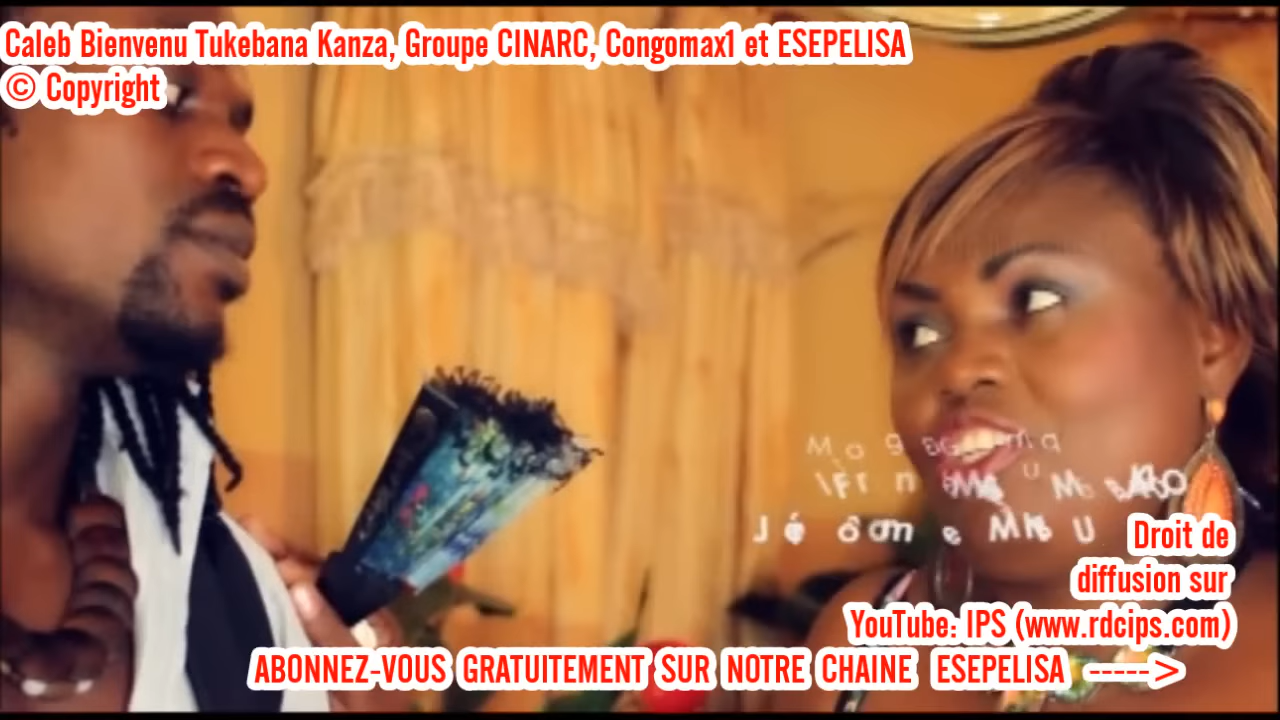 Caleb Bienvenu Tukebana Kanza, Groupe CINARC, Congomax1 et ESEPELISA
© Copyright
Droit de
diffusion sur
YouTube: IPS (www.rdcips.com)
ABONNEZ-VOUS GRATUITEMENT SUR NOTRE CHAINE ESEPELISA ----->